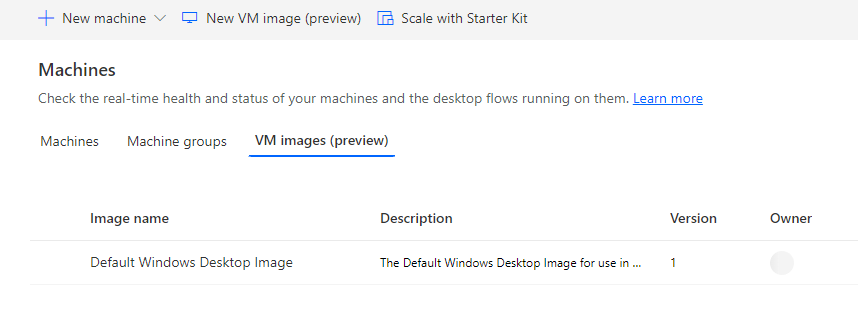 New machine New VM image (preview) Scale with Starter Kit
Machines
Check the real-time health and status of your machines and the desktop flows running on them. Learn more
Machines Machine groups VM images (preview)
Image name Description Version Owner
Default Windows Desktop Image The Default Windows Desktop Image for use in ... 1